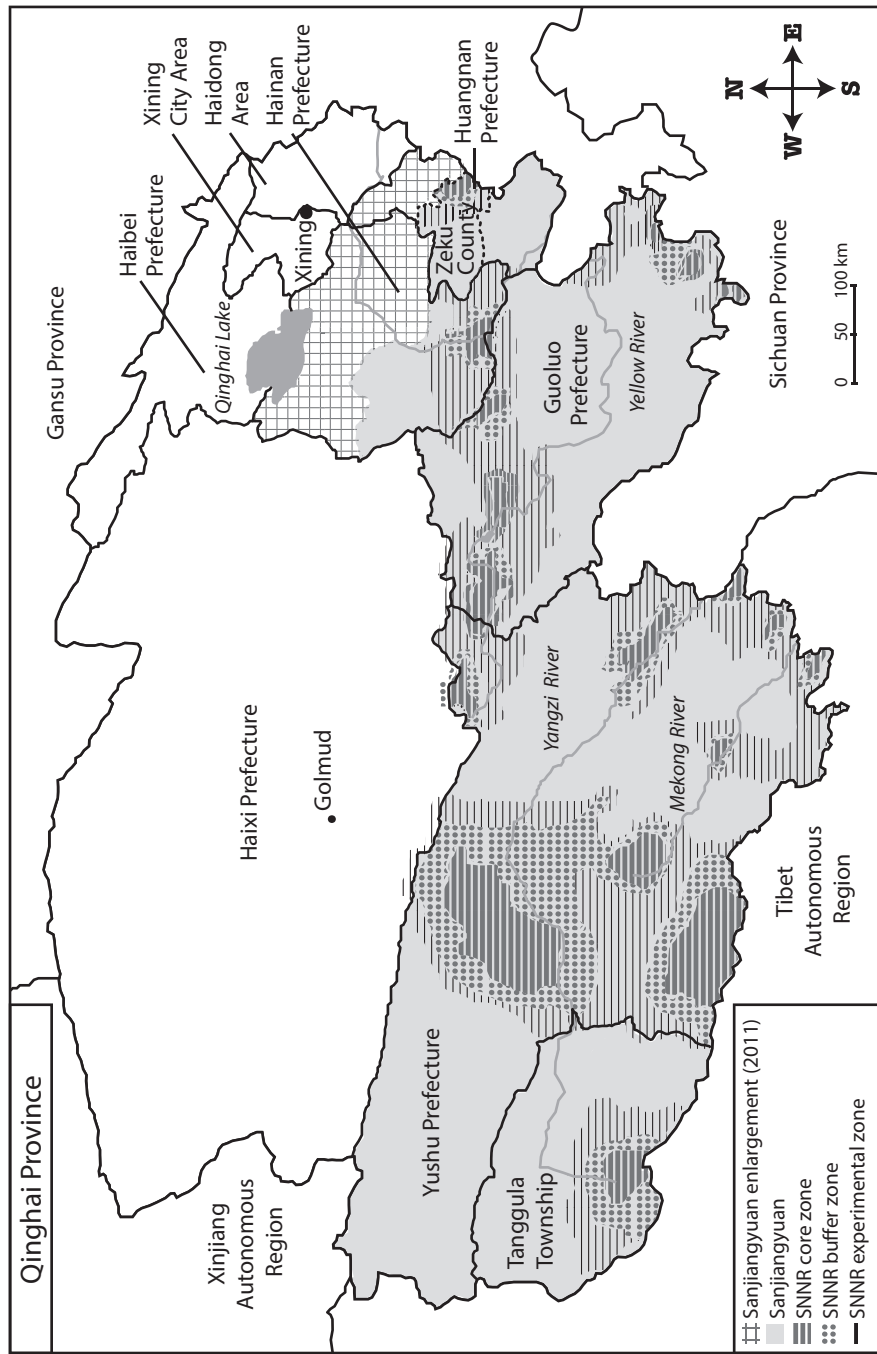 Qinghai Province
Gansu Province
Haibei
Prefecture
Xining
City Area
Haidong
Area
Hainan
Prefecture
Qinghai Lake
Xining
Huangnan
Prefecture
Zeku
County
Haixi Prefecture
Golmud
Xinjiang
Autonomous
Region
Yushu Prefecture
Tanggula
Township
Yangzi River
Mekong River
Guoluo
Prefecture
Yellow River
Tibet
Autonomous
Region
Sichuan Province
0 50 100 km
N
W E
S
Sanjiangyuan enlargement (2011)
Sanjiangyuan
SNNR core zone
SNNR buffer zone
SNNR experimental zone